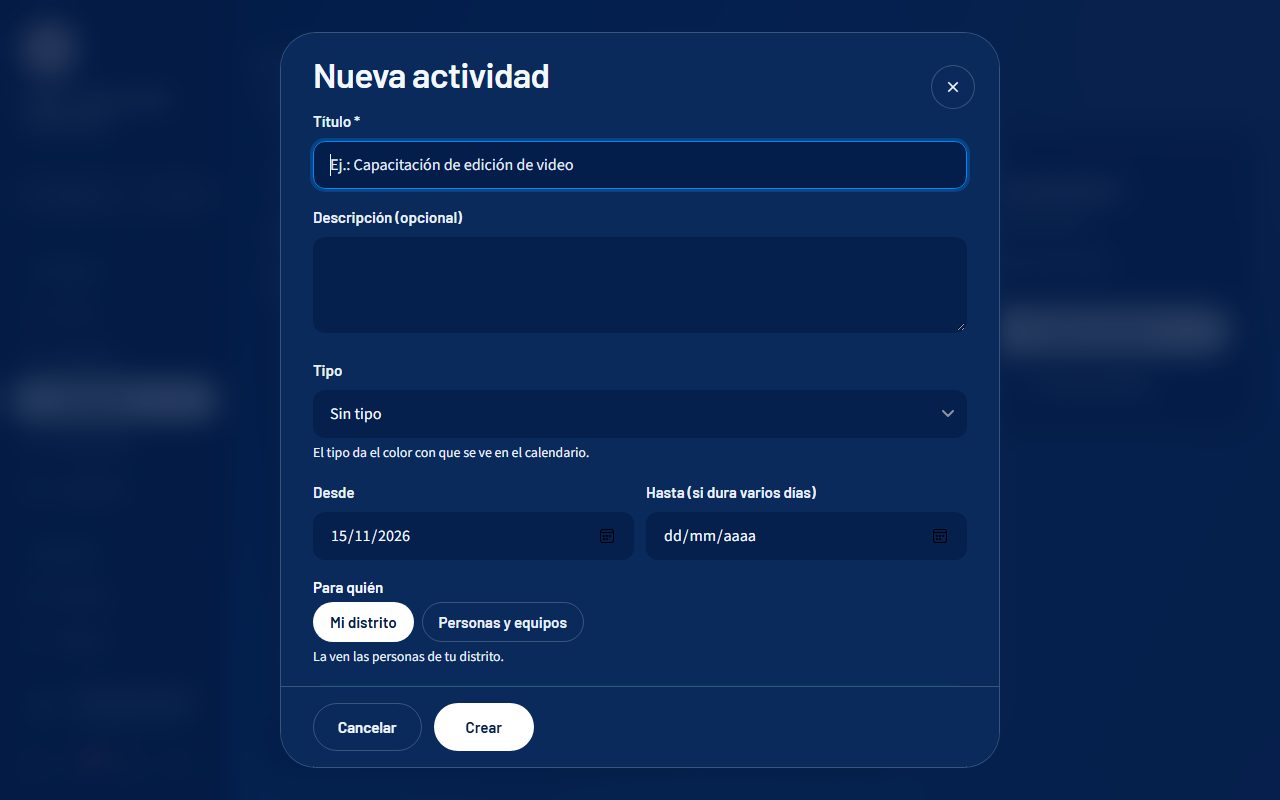 Nueva actividad
Título *
Ej.: Capacitación de edición de video
Descripción (opcional)
Tipo
Sin tipo
El tipo da el color con que se ve en el calendario.
Desde
Hasta (si dura varios días)
15/11/2026
dd/mm/aaaa
Para quién
Mi distrito
Personas y equipos
La ven las personas de tu distrito.
Cancelar
Crear